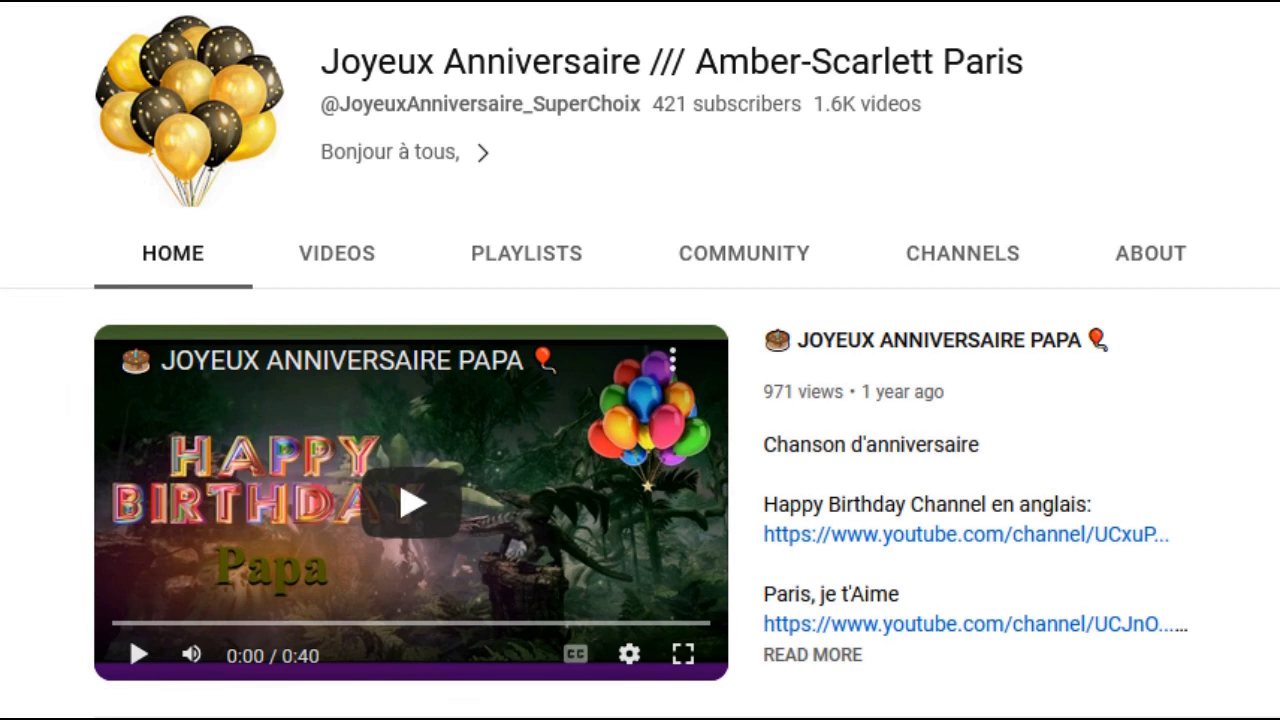 Joyeux Anniversaire /// Amber-Scarlett Paris
@JoyeuxAnniversaire_SuperChoix 421 subscribers 1.6K videos
Bonjour à tous,
HOME VIDEOS PLAYLISTS COMMUNITY CHANNELS ABOUT
JOYEUX ANNIVERSAIRE PAPA
HAPPY
BIRTHDAY
Papa
0:00 / 0:40
CC
JOYEUX ANNIVERSAIRE PAPA
971 views • 1 year ago
Chanson d'anniversaire
Happy Birthday Channel en anglais:
https://www.youtube.com/channel/UCxuP...
Paris, je t'Aime
https://www.youtube.com/channel/UCJnO......
READ MORE